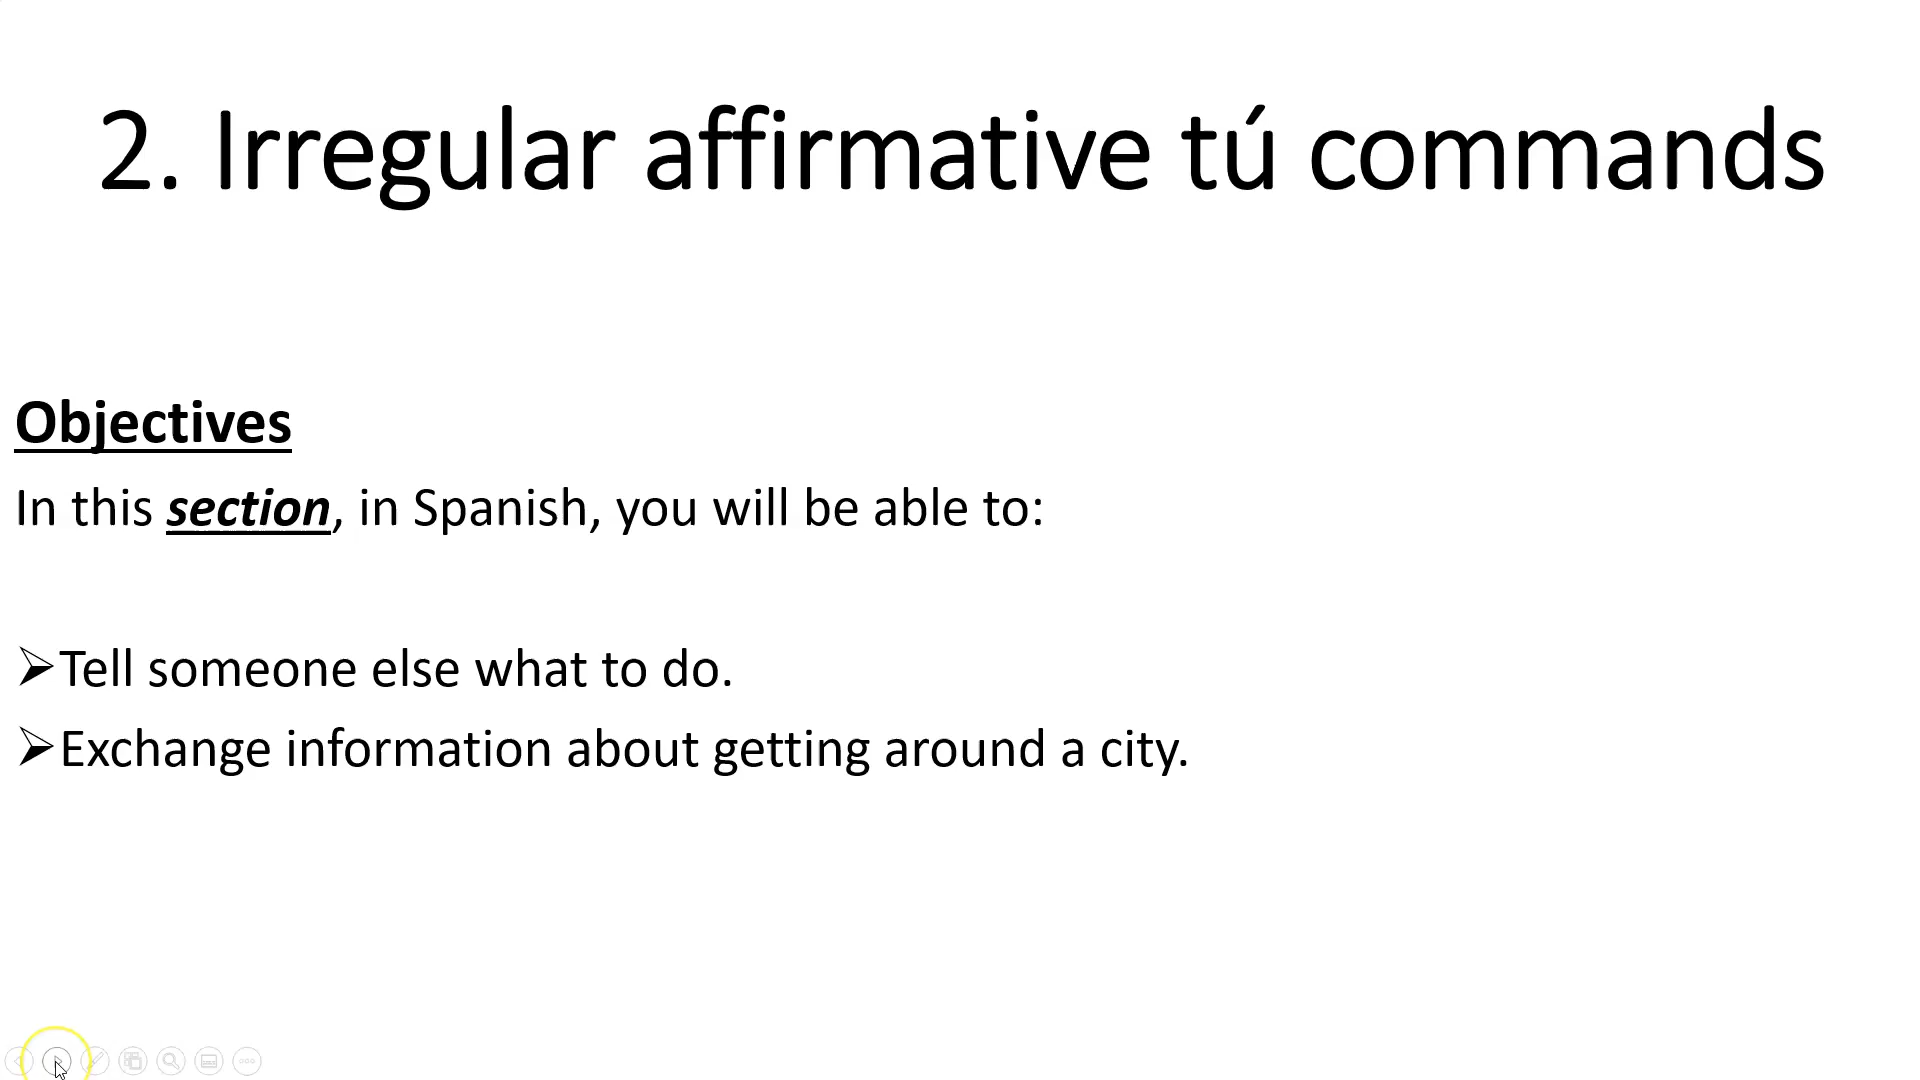 2. Irregular affirmative tú commands
Objectives
In this section, in Spanish, you will be able to:
➢Tell someone else what to do.
➢Exchange information about getting around a city.